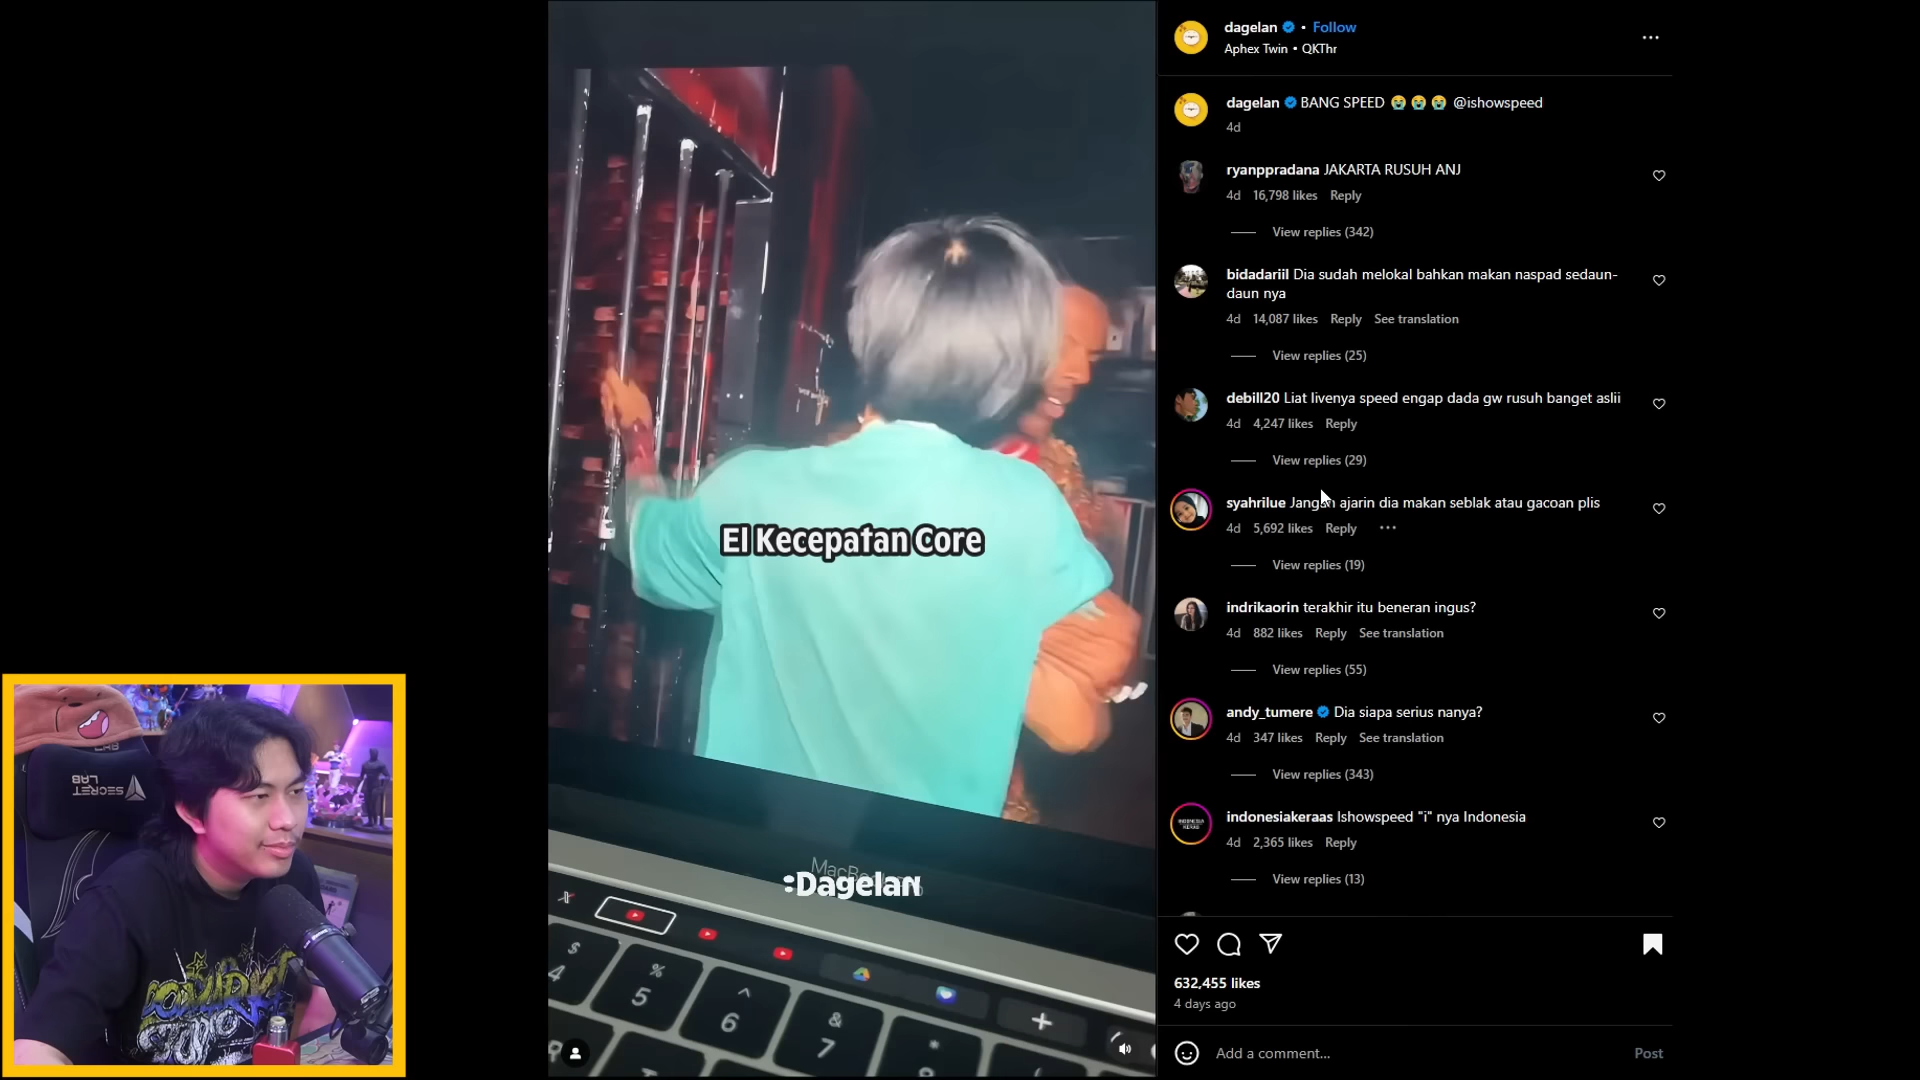 dagelan • Follow
Aphex Twin • QKThr
dagelan BANG SPEED 😭😭😭 @ishowspeed
4d
ryanppradana JAKARTA RUSUH ANJ
4d 16,798 likes Reply
View replies (342)
bidadariil Dia sudah melokal bahkan makan naspad sedaun-
daun nya
4d 14,087 likes Reply See translation
View replies (25)
debill20 Liat livenya speed engap dada gw rusuh banget aslii
4d 4,247 likes Reply
View replies (29)
syahrilue Jangan ajarin dia makan seblak atau gacoan plis
4d 5,692 likes Reply
View replies (19)
indrikaorin terakhir itu beneran ingus?
4d 882 likes Reply See translation
View replies (55)
andy_tumere Dia siapa serius nanya?
4d 347 likes Reply See translation
View replies (343)
indonesiakeraas Ishowspeed "i" nya Indonesia
4d 2,365 likes Reply
View replies (13)
632,455 likes
4 days ago
Add a comment... Post
El Kecepatan Core
:Dagelan
$ % ^ &
4 5 6 7
SECRET
LAB